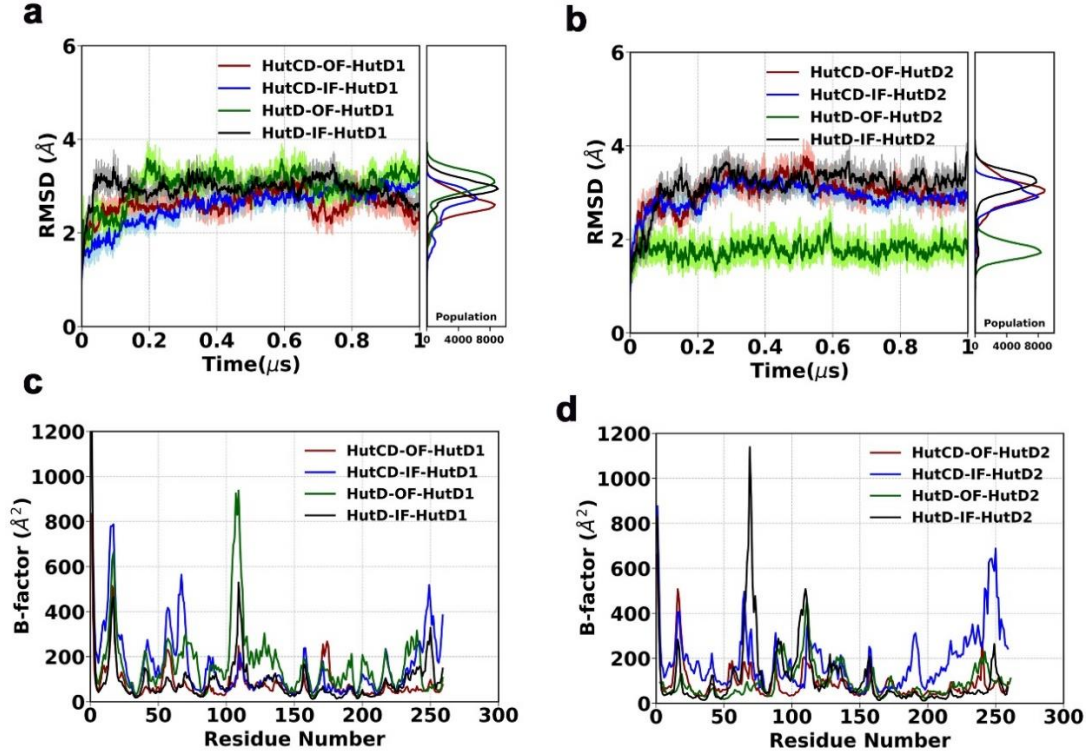 a
RMSD (Å)
6
4
2
0
HutCD-OF-HutD1
HutCD-IF-HutD1
HutD-OF-HutD1
HutD-IF-HutD1
0 0.2 0.4 0.6 0.8 1
Time(μs)
Population
0 4000 8000
b
RMSD (Å)
6
4
2
0
HutCD-OF-HutD2
HutCD-IF-HutD2
HutD-OF-HutD2
HutD-IF-HutD2
0 0.2 0.4 0.6 0.8 1
Time(μs)
Population
0 4000 8000
c
B-factor (Å²)
1200
1000
800
600
400
200
0
HutCD-OF-HutD1
HutCD-IF-HutD1
HutD-OF-HutD1
HutD-IF-HutD1
0 50 100 150 200 250 300
Residue Number
d
B-factor (Å²)
1200
1000
800
600
400
200
0
HutCD-OF-HutD2
HutCD-IF-HutD2
HutD-OF-HutD2
HutD-IF-HutD2
0 50 100 150 200 250 300
Residue Number